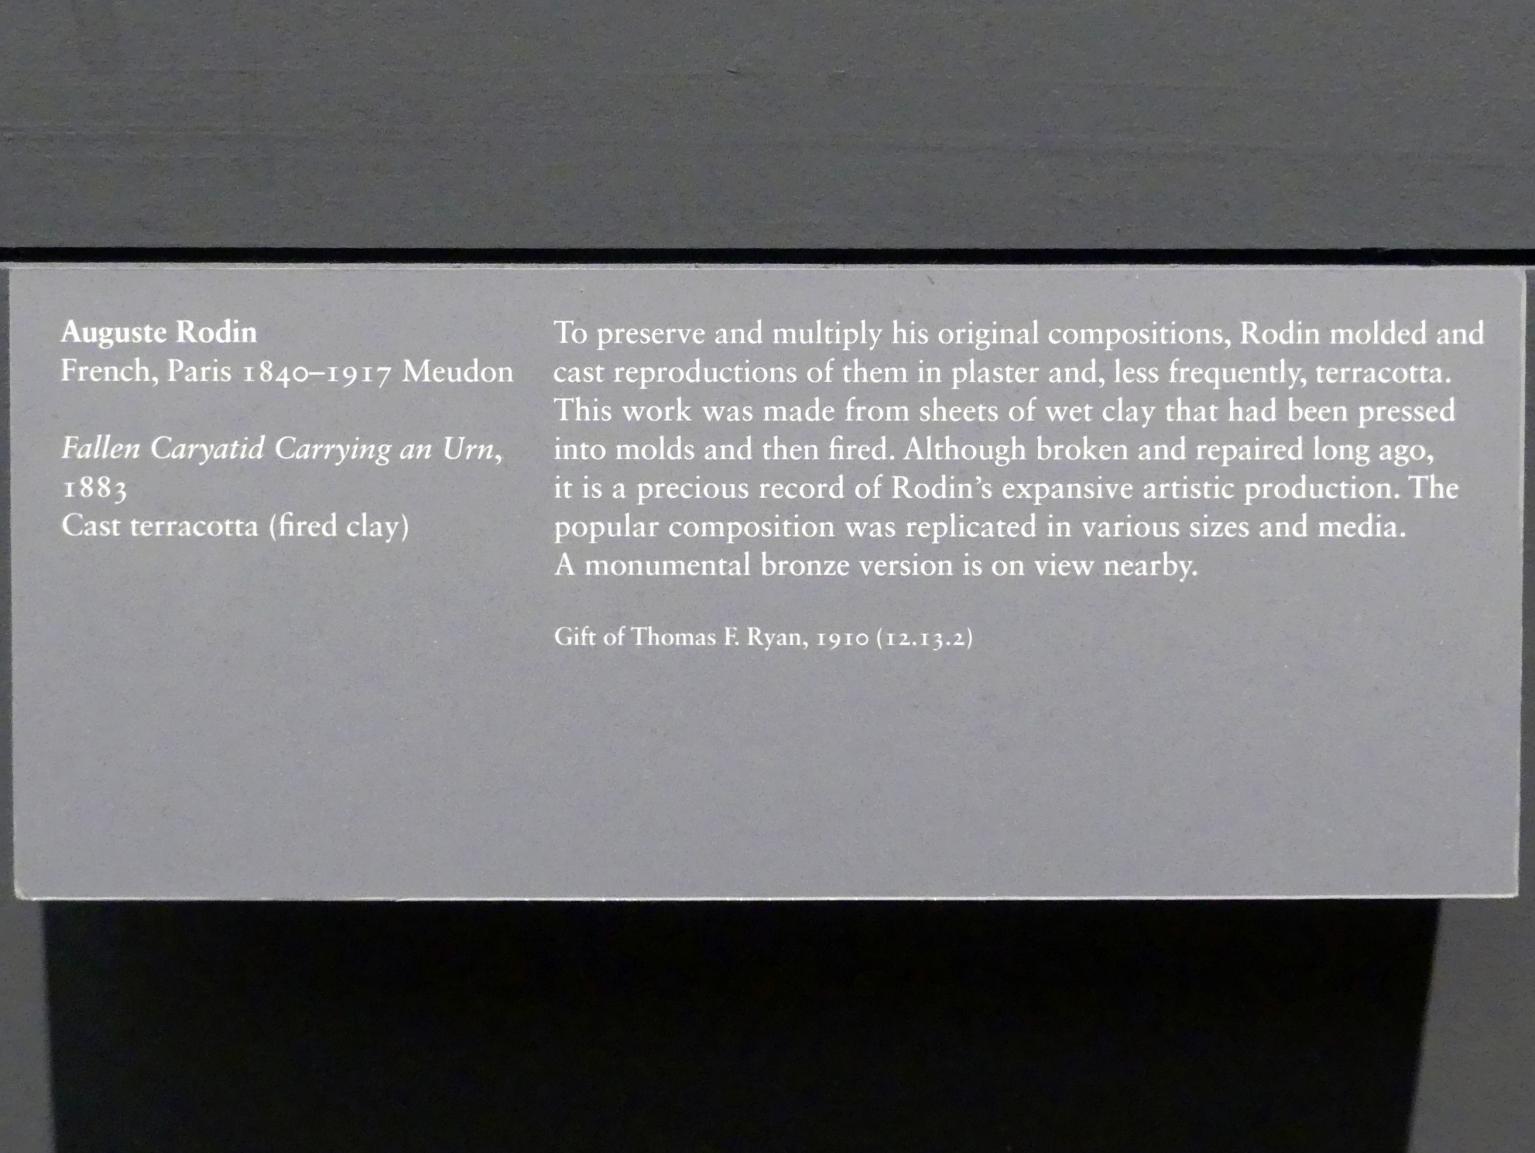 Auguste Rodin
French, Paris 1840–1917 Meudon
Fallen Caryatid Carrying an Urn,
1883
Cast terracotta (fired clay)
To preserve and multiply his original compositions, Rodin molded and
cast reproductions of them in plaster and, less frequently, terracotta.
This work was made from sheets of wet clay that had been pressed
into molds and then fired. Although broken and repaired long ago,
it is a precious record of Rodin’s expansive artistic production. The
popular composition was replicated in various sizes and media.
A monumental bronze version is on view nearby.
Gift of Thomas F. Ryan, 1910 (12.13.2)